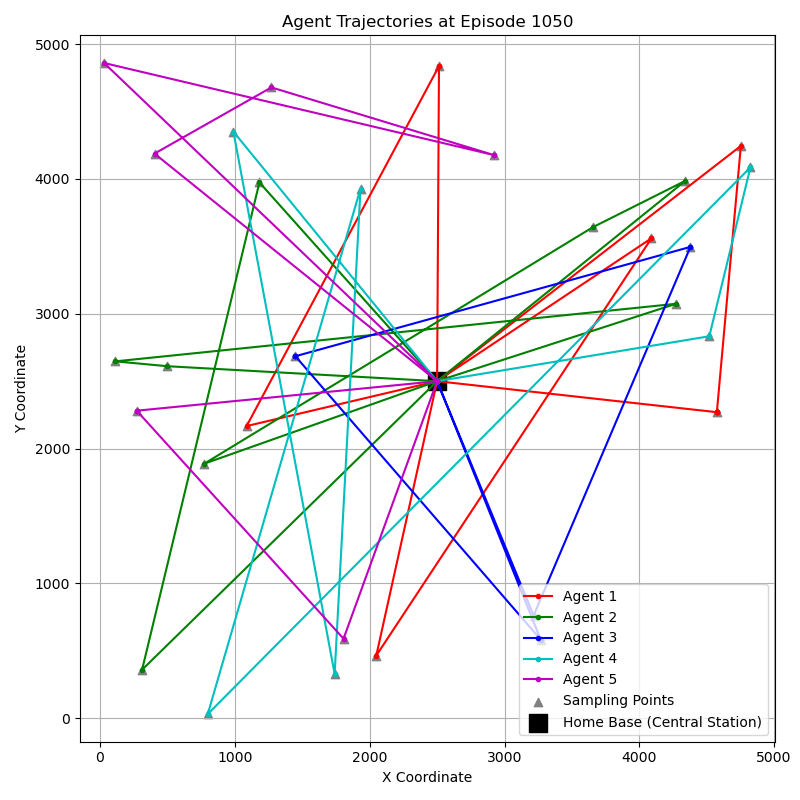 Agent Trajectories at Episode 1050
5000
4000
3000
2000
1000
0
Y Coordinate
0 1000 2000 3000 4000 5000
X Coordinate
Agent 1
Agent 2
Agent 3
Agent 4
Agent 5
Sampling Points
Home Base (Central Station)